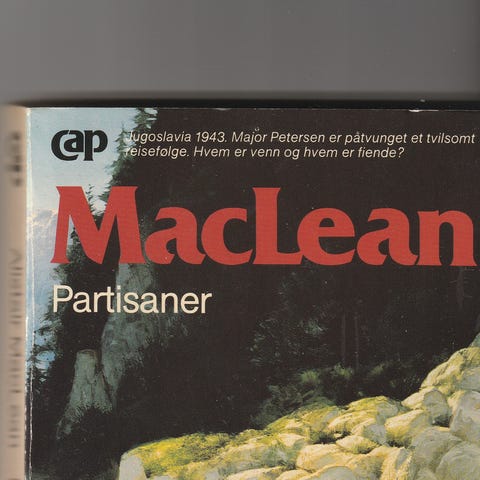 cap
Jugoslavia 1943. Major Petersen er påtvunget et tvilsomt
reisefølge. Hvem er venn og hvem er fiende?
MacLean
Partisaner